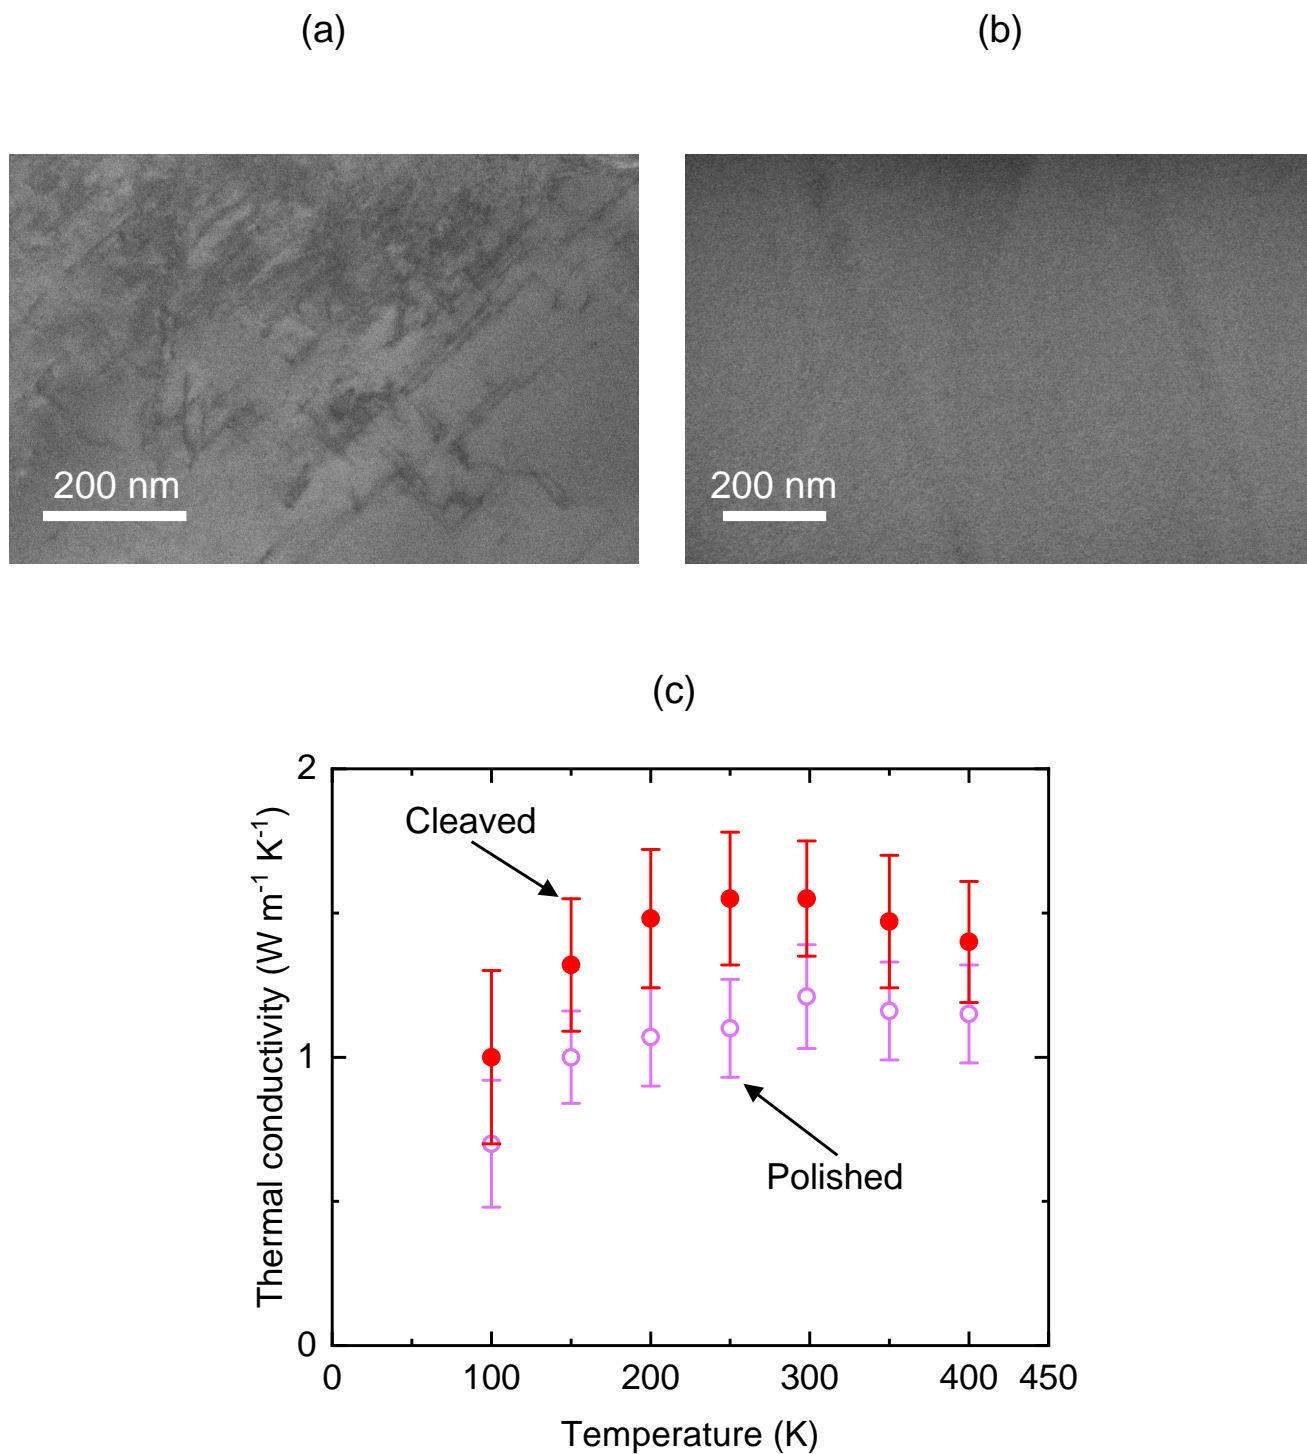 (a)
(b)
200 nm
200 nm
(c)
Thermal conductivity (W m⁻¹ K⁻¹)
2
1
0
Cleaved
Polished
0 100 200 300 400 450
Temperature (K)